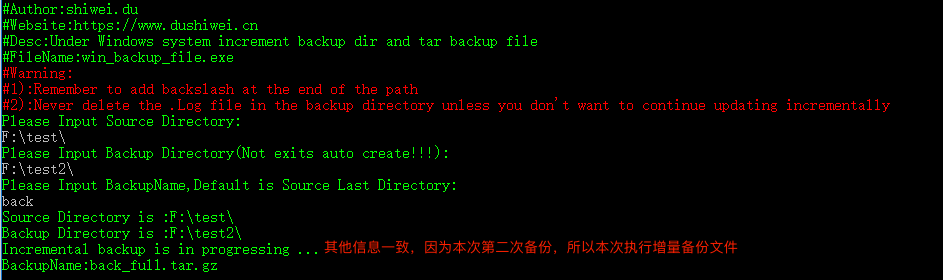 #Author:shiwei.du
#Website:https://www.dushiwei.cn
#Desc:Under Windows system increment backup dir and tar backup file
#FileName:win_backup_file.exe
#Warning:
#1):Remember to add backslash at the end of the path
#2):Never delete the .Log file in the backup directory unless you don't want to continue updating incrementally
Please Input Source Directory:
F:\test\
Please Input Backup Directory(Not exits auto create!!!):
F:\test2\
Please Input BackupName,Default is Source Last Directory:
back
Source Directory is :F:\test\
Backup Directory is :F:\test2\
Incremental backup is in progressing ... 其他信息一致，因为本次第二次备份，所以本次执行增量备份文件
BackupName:back_full.tar.gz